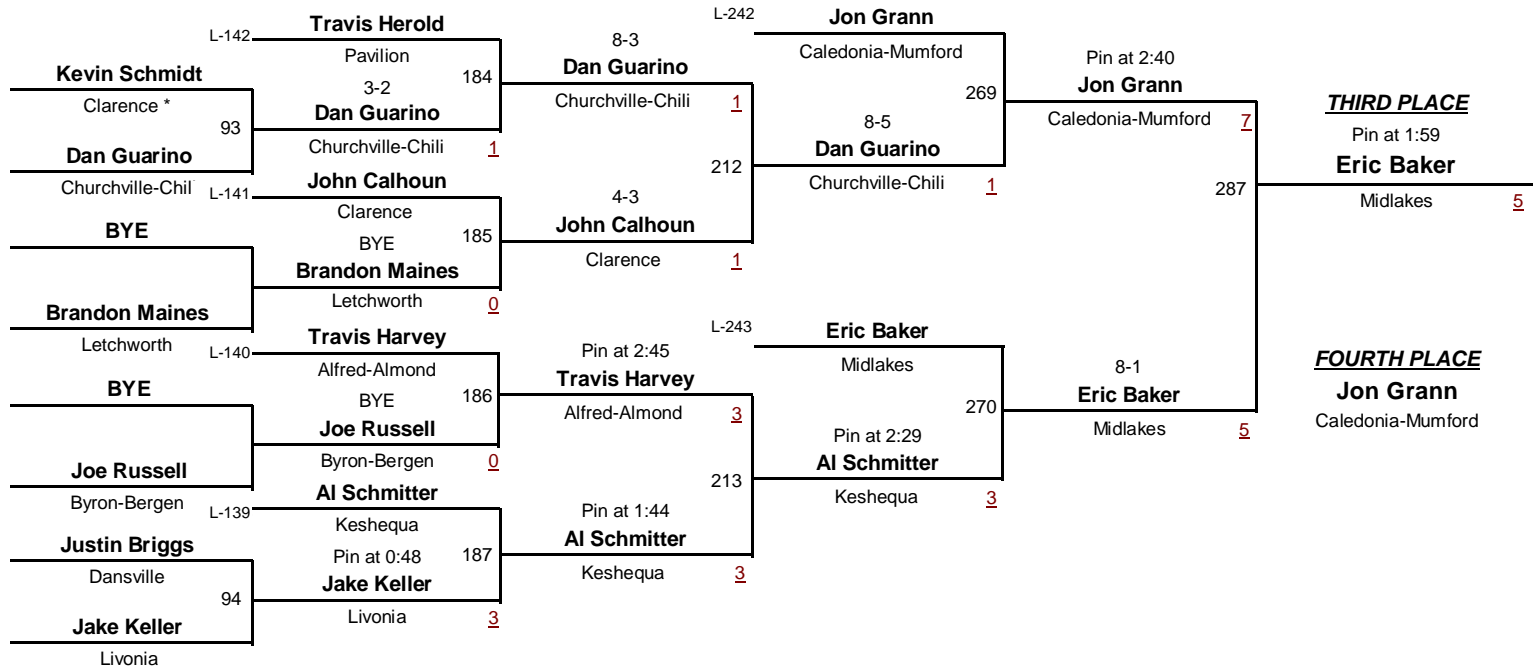 L-142
Travis Herold
Pavilion
Kevin Schmidt
Clarence *
93
Dan Guarino
Churchville-Chil
3-2
Dan Guarino
Churchville-Chili
1
184
L-141
John Calhoun
Clarence
BYE
BYE
Brandon Maines
Letchworth
0
185
Brandon Maines
Letchworth
L-140
Travis Harvey
Alfred-Almond
BYE
BYE
Joe Russell
Byron-Bergen
0
186
Joe Russell
Byron-Bergen
L-139
Al Schmitter
Keshequa
Justin Briggs
Dansville
94
Jake Keller
Livonia
Pin at 0:48
Jake Keller
Livonia
3
187
8-3
Dan Guarino
Churchville-Chili
1
212
4-3
John Calhoun
Clarence
1
Pin at 2:45
Travis Harvey
Alfred-Almond
3
213
Pin at 1:44
Al Schmitter
Keshequa
3
L-242
Jon Grann
Caledonia-Mumford
269
8-5
Dan Guarino
Churchville-Chili
1
L-243
Eric Baker
Midlakes
270
Pin at 2:29
Al Schmitter
Keshequa
3
Pin at 2:40
Jon Grann
Caledonia-Mumford
7
287
8-1
Eric Baker
Midlakes
5
THIRD PLACE
Pin at 1:59
Eric Baker
Midlakes
5
FOURTH PLACE
Jon Grann
Caledonia-Mumford